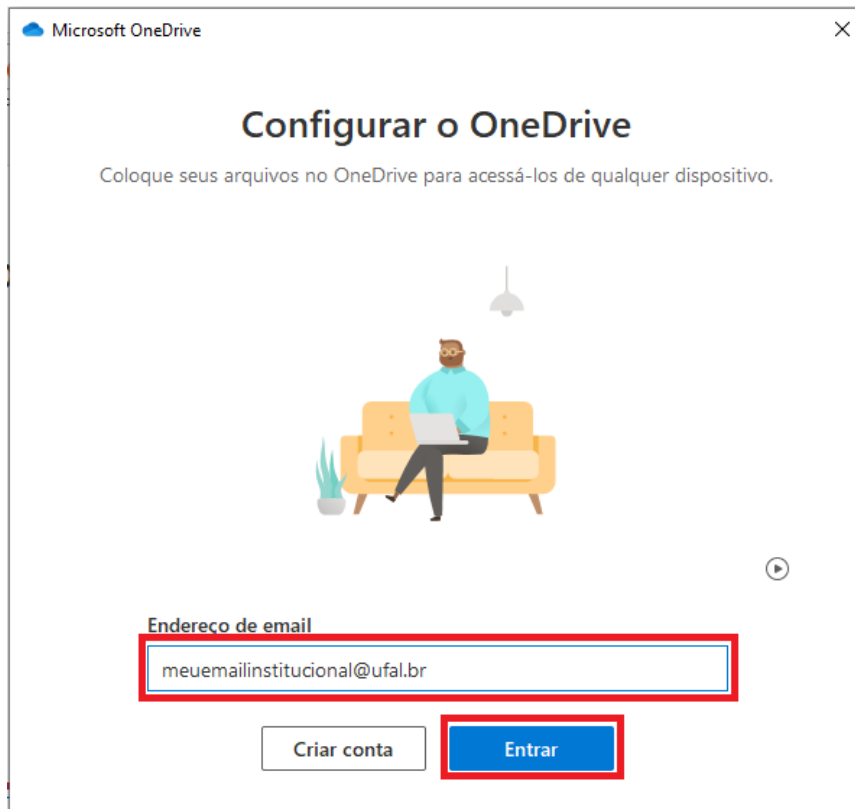 Microsoft OneDrive
Configurar o OneDrive
Coloque seus arquivos no OneDrive para acessá-los de qualquer dispositivo.
Endereço de email
meuemailinstitucional@ufal.br
Criar conta
Entrar